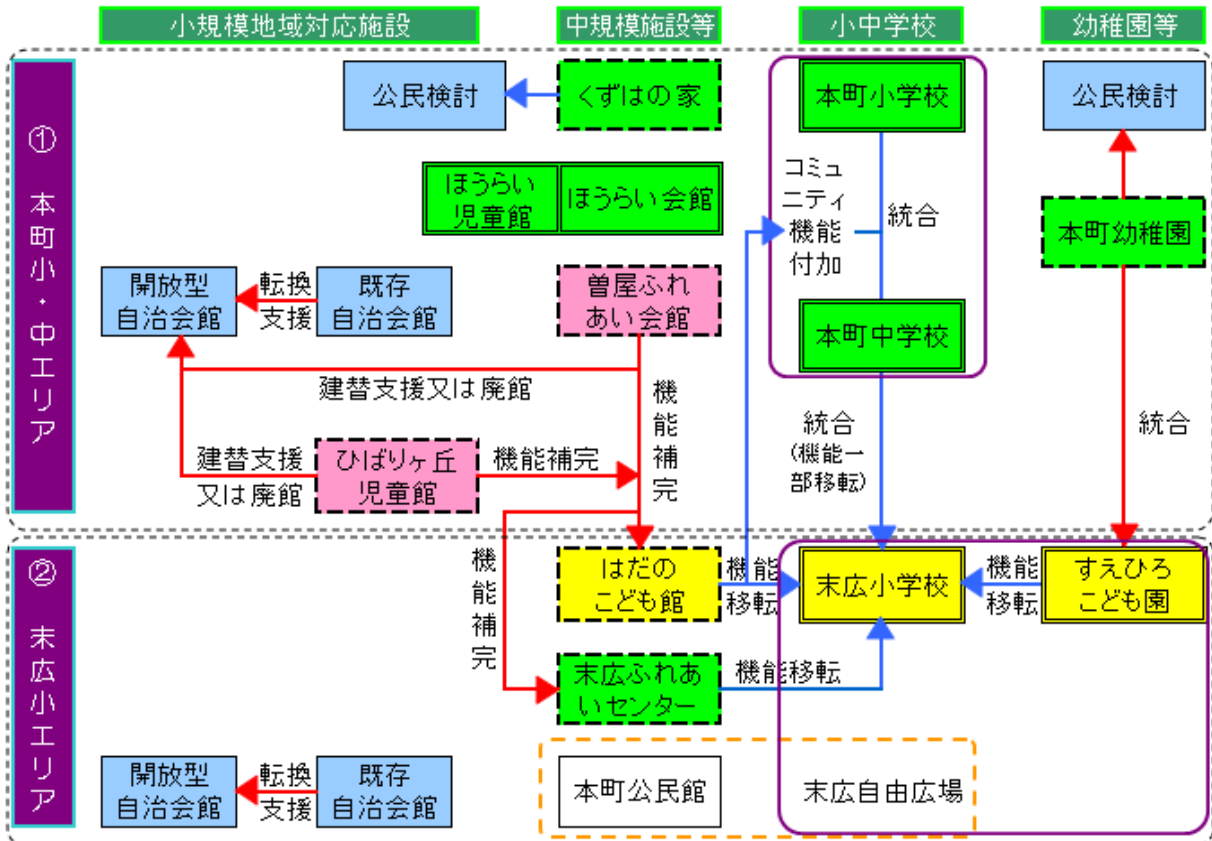 小規模地域対応施設
中規模施設等
小中学校
幼稚園等
① 本町小・中エリア
公民検討
くずはの家
本町小学校
公民検討
ほうらい
児童館
ほうらい会館
コミュ
ニティ
機能
付加
統合
本町幼稚園
開放型
自治会館
転換
支援
既存
自治会館
曽屋ふれ
あい会館
本町中学校
建替支援又は廃館
機能補完
統合
(機能一
部移転)
統合
建替支援
又は廃館
ひばりヶ丘
児童館
機能補完
② 末広小エリア
機能補完
はだの
こども館
機能
移転
末広小学校
機能
移転
すえひろ
こども園
末広ふれあ
いセンター
機能移転
開放型
自治会館
転換
支援
既存
自治会館
本町公民館
末広自由広場